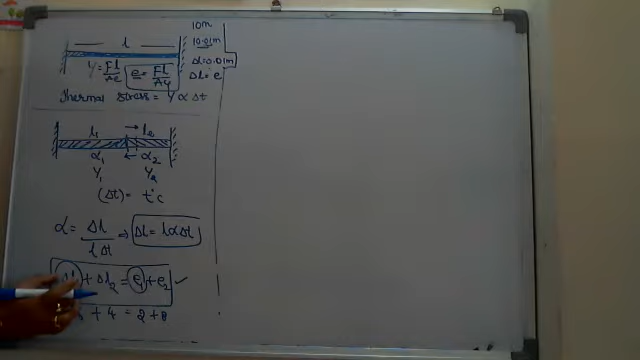 10m
10.01m
Δl=0.01m
Δl=e
l
Y=Fl/Ae e=Fl/AY
Thermal Stress = Y α Δt
l₁ → l₂
α₁ ← α₂
Y₁ Y₂
(Δt)= t°c
α= Δl/lΔt → Δl=lαΔt
+ Δl₂ = e₁+e₂ ✓
+ 4 = 2+8